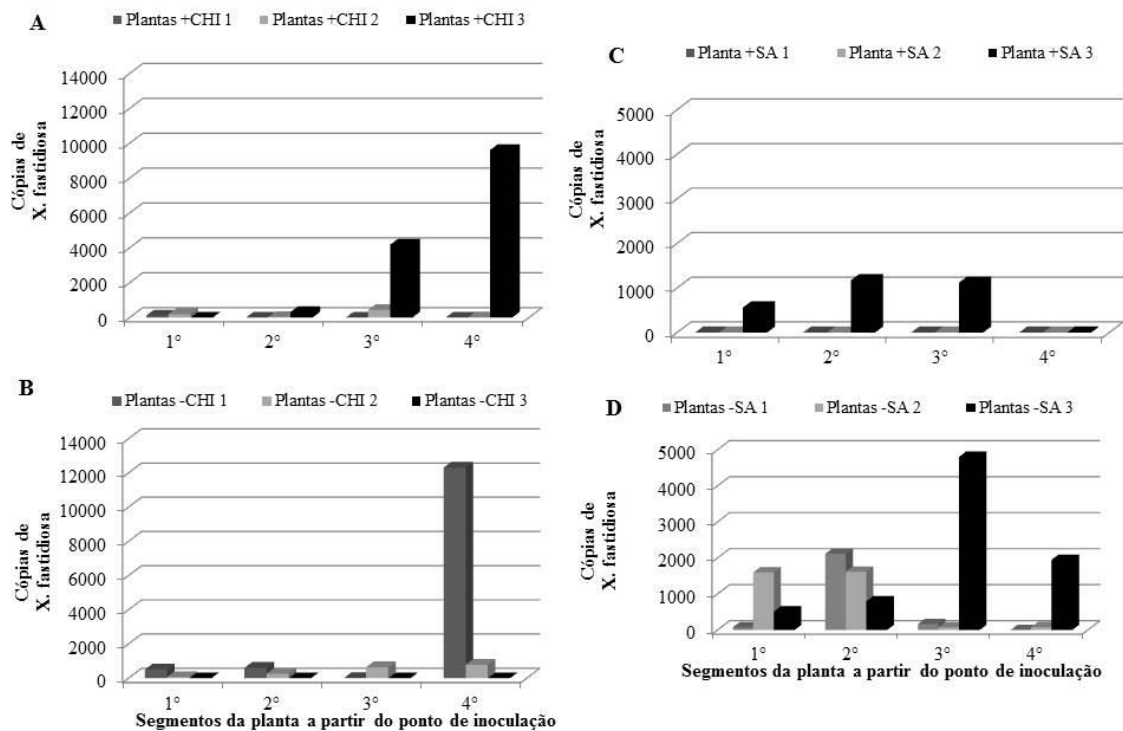 A
Plantas +CHI 1 Plantas +CHI 2 Plantas +CHI 3
Cópias de
X. fastidiosa
14000
12000
10000
8000
6000
4000
2000
0
1° 2° 3° 4°
B
Plantas -CHI 1 Plantas -CHI 2 Plantas -CHI 3
Cópias de
X. fastidiosa
14000
12000
10000
8000
6000
4000
2000
0
1° 2° 3° 4°
Segmentos da planta a partir do ponto de inoculação
C
Planta +SA 1 Planta +SA 2 Planta +SA 3
Cópias de
X. fastidiosa
5000
4000
3000
2000
1000
0
1° 2° 3° 4°
D
Plantas -SA 1 Plantas -SA 2 Plantas -SA 3
Cópias de
X. fastidiosa
5000
4000
3000
2000
1000
0
1° 2° 3° 4°
Segmentos da planta a partir do ponto de inoculação